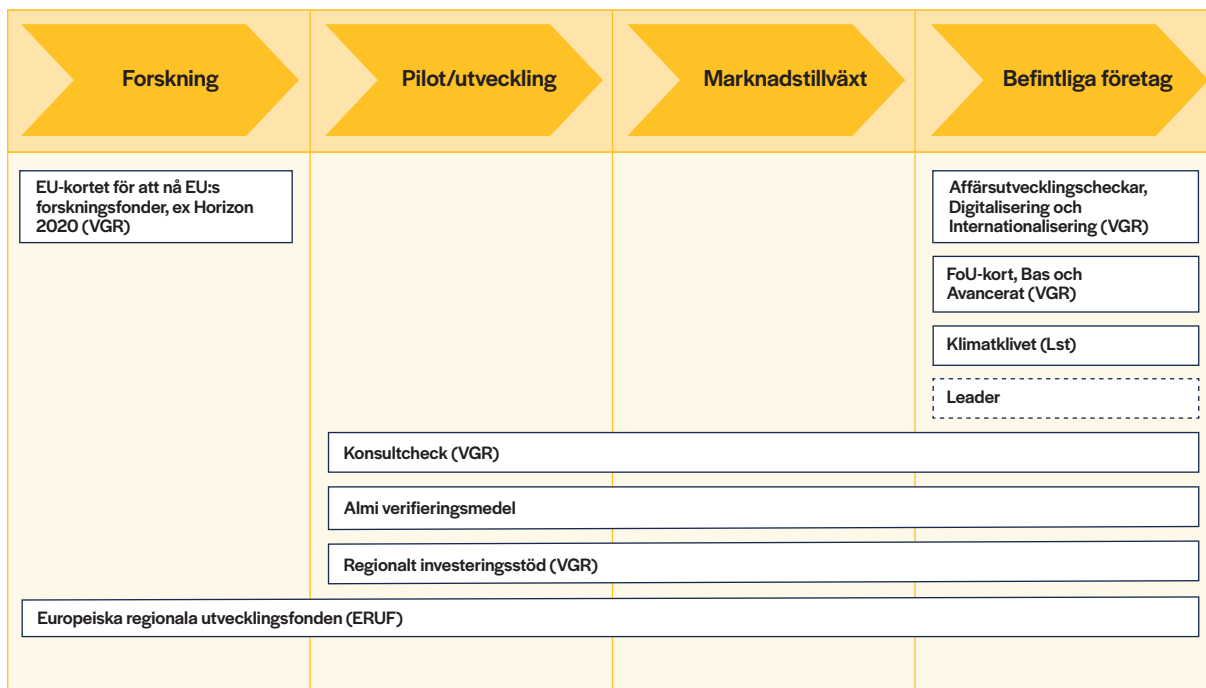 Forskning
Pilot/utveckling
Marknadstillväxt
Befintliga företag
EU-kortet för att nå EU:s
forskningsfonder, ex Horizon
2020 (VGR)
Affärsutvecklingscheckar,
Digitalisering och
Internationalisering (VGR)
FoU-kort, Bas och
Avancerat (VGR)
Klimatklivet (Lst)
Leader
Konsultcheck (VGR)
Almi verifieringsmedel
Regionalt investeringsstöd (VGR)
Europeiska regionala utvecklingsfonden (ERUF)